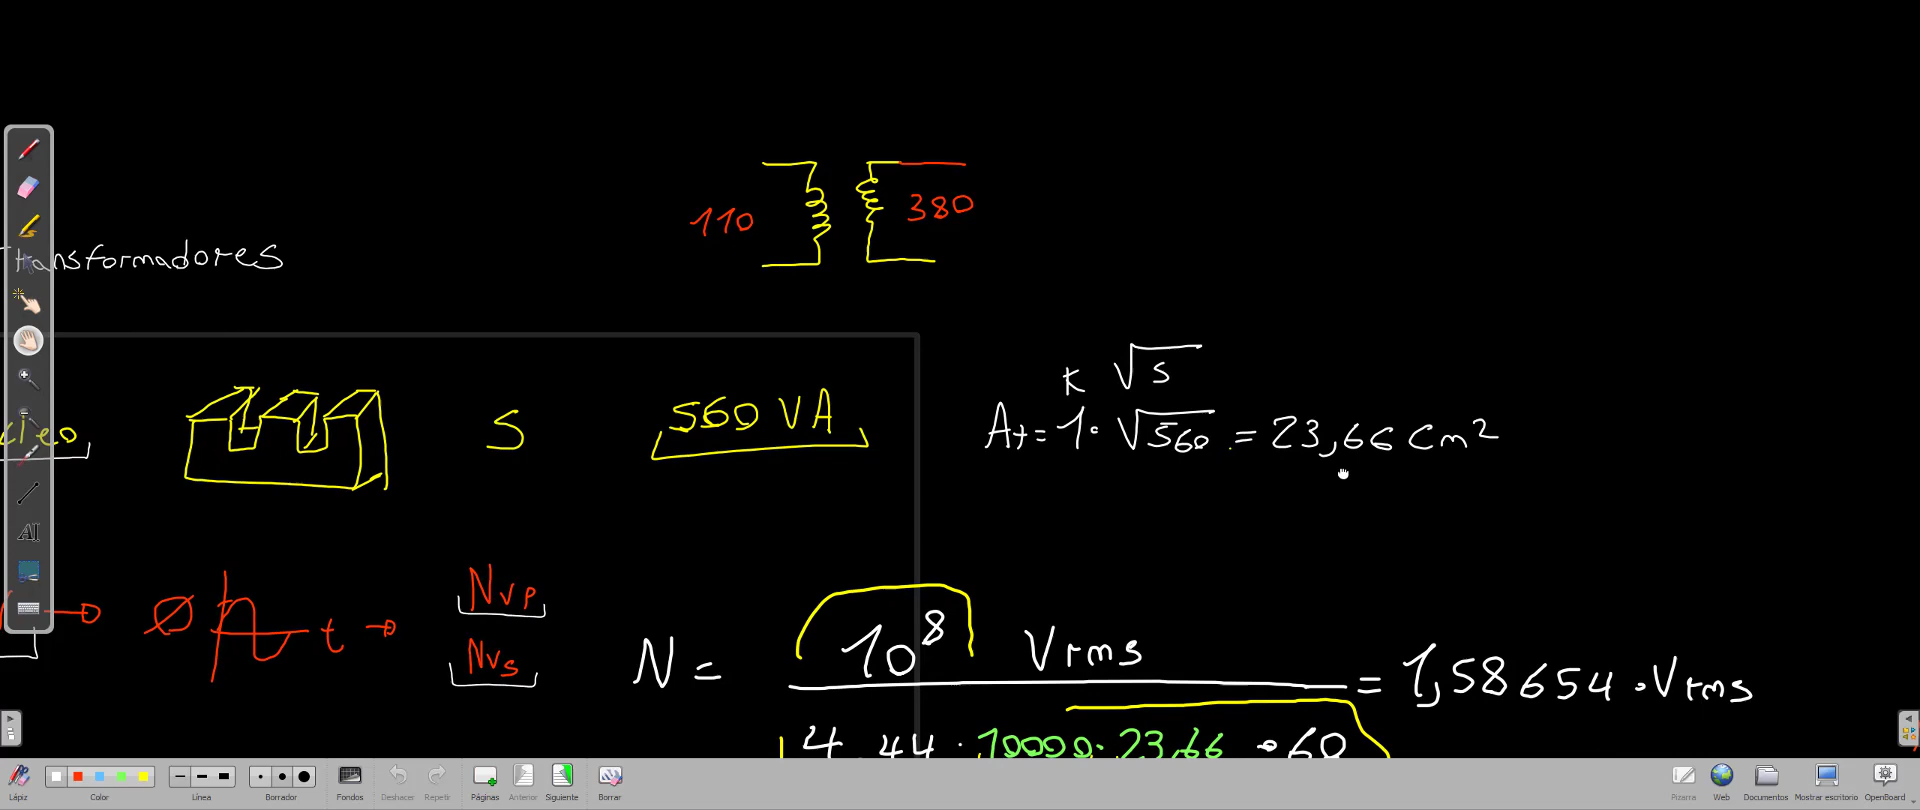 110
380
Transformadores
K √S
At = 1 · √560 = 23,66 cm²
cleo
S
560 VA
Ø t
Nvp
Nvs
N = 10⁸ Vrms = 1,58654 · Vrms
4.44 · 10000 · 23,66 · 60
Lápiz
Color
Línea
Borrador
Fondos
Deshacer
Repetir
Páginas
Anterior
Siguiente
Borrar
Pizarra
Web
Documentos
Mostrar escritorio
OpenBoard